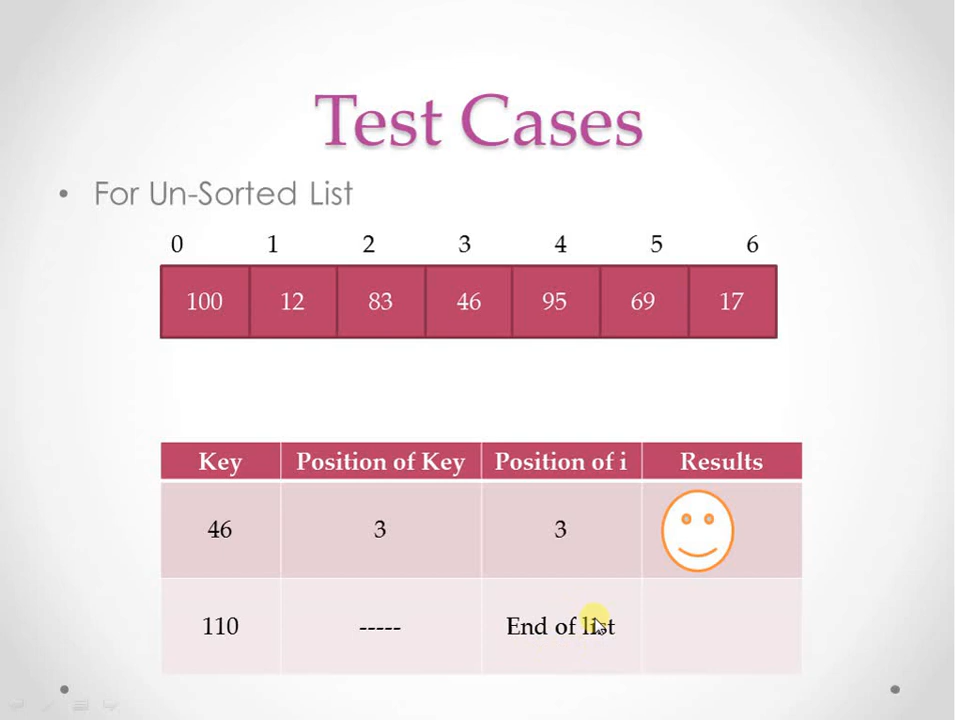 Test Cases
• For Un-Sorted List
0 1 2 3 4 5 6
100 12 83 46 95 69 17
Key Position of Key Position of i Results
46 3 3
110 ----- End of list